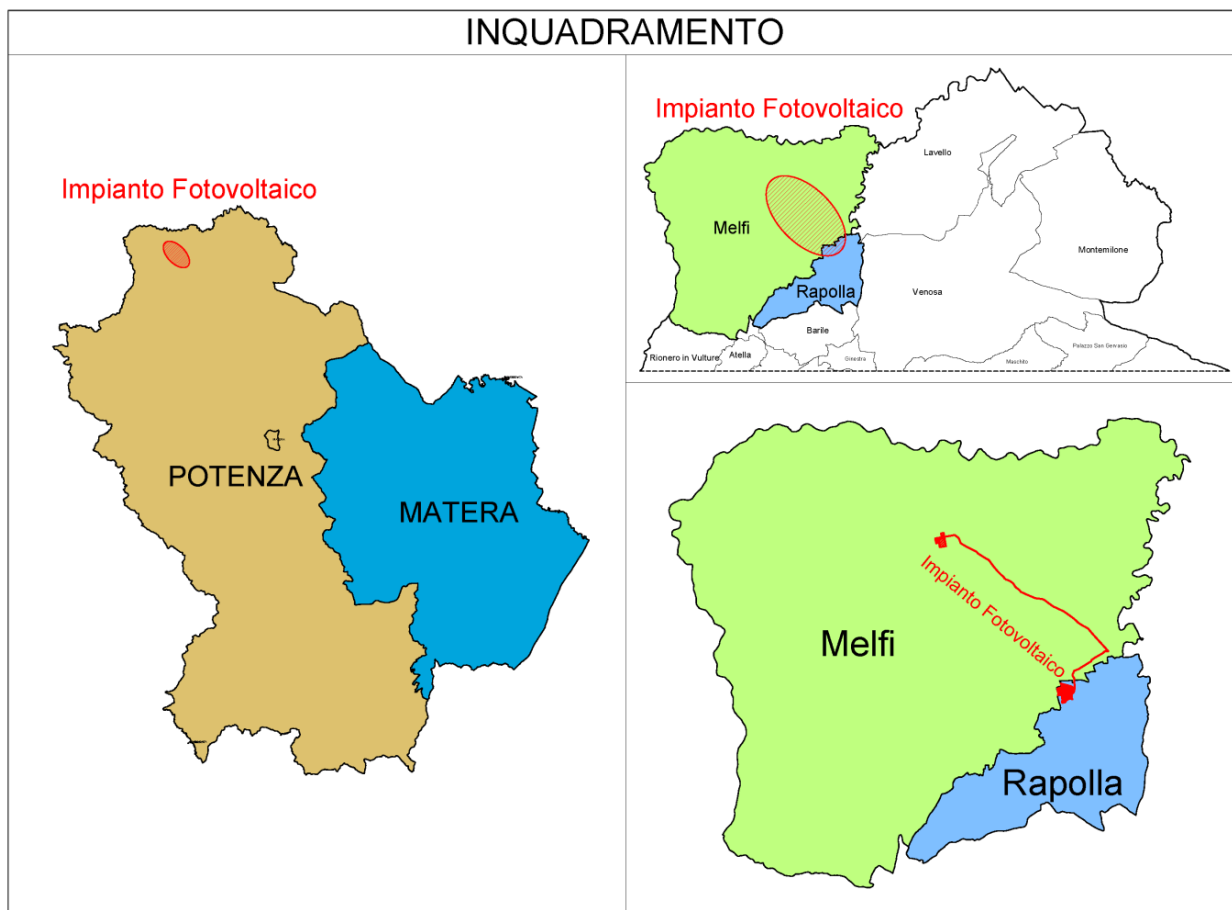 INQUADRAMENTO
Impianto Fotovoltaico
POTENZA
MATERA
Impianto Fotovoltaico
Lavello
Melfi
Montemilone
Rapolla
Venosa
Barile
Rionero in Vulture
Atella
Ginestra
Maschito
Palazzo San Gervasio
Impianto Fotovoltaico
Melfi
Rapolla